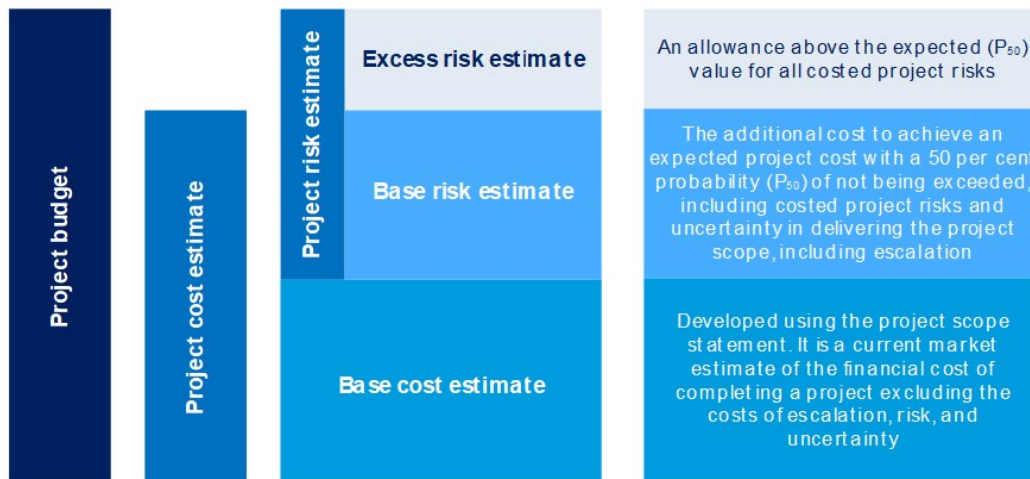 Project budget
Project cost estimate
Project risk estimate
Excess risk estimate
An allowance above the expected (P₅₀)
value for all costed project risks
Base risk estimate
The additional cost to achieve an
expected project cost with a 50 per cent
probability (P₅₀) of not being exceeded,
including costed project risks and
uncertainty in delivering the project
scope, including escalation
Base cost estimate
Developed using the project scope
statement. It is a current market
estimate of the financial cost of
completing a project excluding the
costs of escalation, risk, and
uncertainty